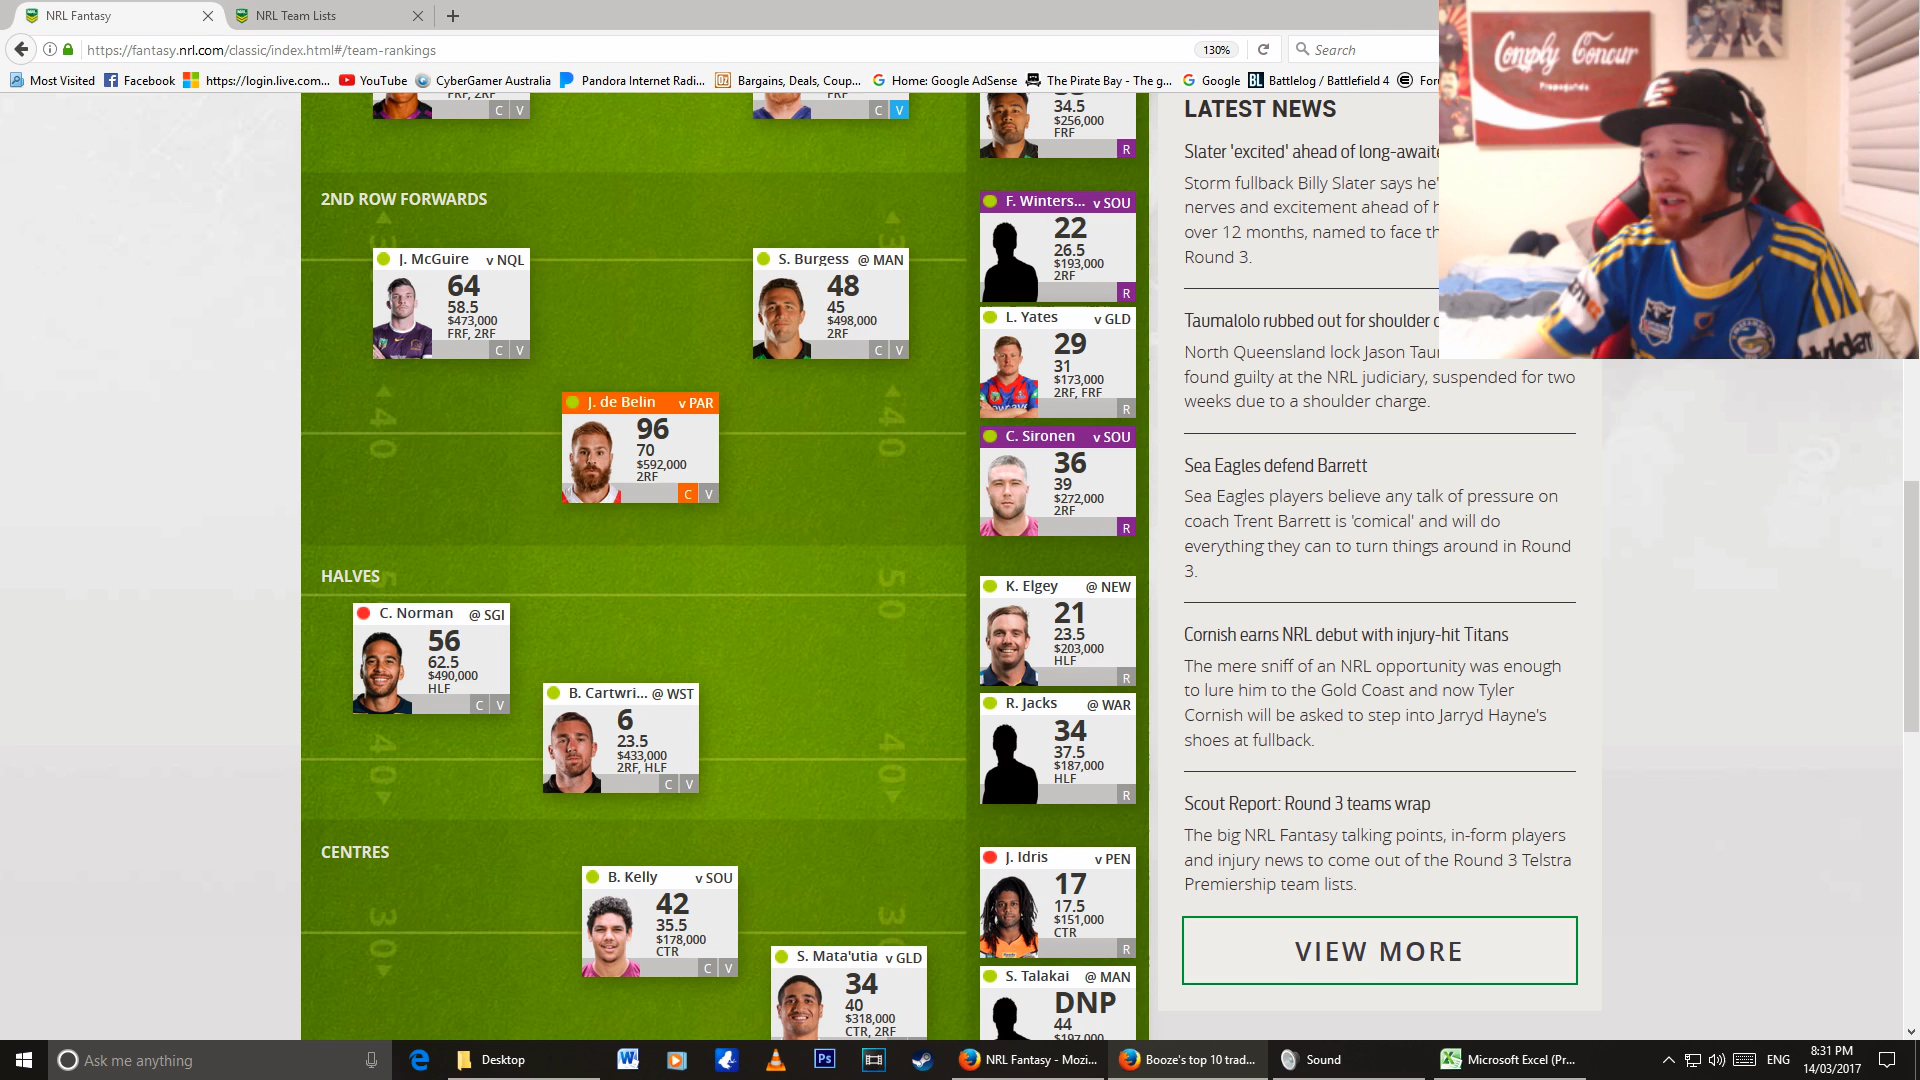 NRL Fantasy
NRL Team Lists
https://fantasy.nrl.com/classic/index.html#/team-rankings
130%
Search
Most Visited
Facebook
https://login.live.com...
YouTube
CyberGamer Australia
Pandora Internet Radi...
Bargains, Deals, Coup...
Home: Google AdSense
The Pirate Bay - The g...
Google
Battlelog / Battlefield 4
For
Comply Concur
Propaganda
FRF, 2RF
C V
FRF
C V
34.5
$256,000
FRF
R
2ND ROW FORWARDS
J. McGuire v NQL
64
58.5
$473,000
FRF, 2RF
C V
S. Burgess @ MAN
48
45
$498,000
2RF
C V
J. de Belin v PAR
96
70
$592,000
2RF
C V
F. Winters... v SOU
22
26.5
$193,000
2RF
R
L. Yates v GLD
29
31
$173,000
2RF, FRF
R
C. Sironen v SOU
36
39
$272,000
2RF
R
HALVES
C. Norman @ SGI
56
62.5
$490,000
HLF
C V
B. Cartwri... @ WST
6
23.5
$433,000
2RF, HLF
C V
K. Elgey @ NEW
21
23.5
$203,000
HLF
R
R. Jacks @ WAR
34
37.5
$187,000
HLF
R
CENTRES
B. Kelly v SOU
42
35.5
$178,000
CTR
C V
S. Mata'utia v GLD
34
40
$318,000
CTR, 2RF
J. Idris v PEN
17
17.5
$151,000
CTR
R
S. Talakai @ MAN
DNP
44
$197,000
40
40
50
50
40
40
30
LATEST NEWS
Slater 'excited' ahead of long-awaite
Storm fullback Billy Slater says he'
nerves and excitement ahead of h
over 12 months, named to face th
Round 3.
Taumalolo rubbed out for shoulder c
North Queensland lock Jason Tau
found guilty at the NRL judiciary, suspended for two
weeks due to a shoulder charge.
Sea Eagles defend Barrett
Sea Eagles players believe any talk of pressure on
coach Trent Barrett is 'comical' and will do
everything they can to turn things around in Round
3.
Cornish earns NRL debut with injury-hit Titans
The mere sniff of an NRL opportunity was enough
to lure him to the Gold Coast and now Tyler
Cornish will be asked to step into Jarryd Hayne's
shoes at fullback.
Scout Report: Round 3 teams wrap
The big NRL Fantasy talking points, in-form players
and injury news to come out of the Round 3 Telstra
Premiership team lists.
VIEW MORE
Ask me anything
Desktop
NRL Fantasy - Mozi...
Booze's top 10 trad...
Sound
Microsoft Excel (Pr...
ENG
8:31 PM
14/03/2017